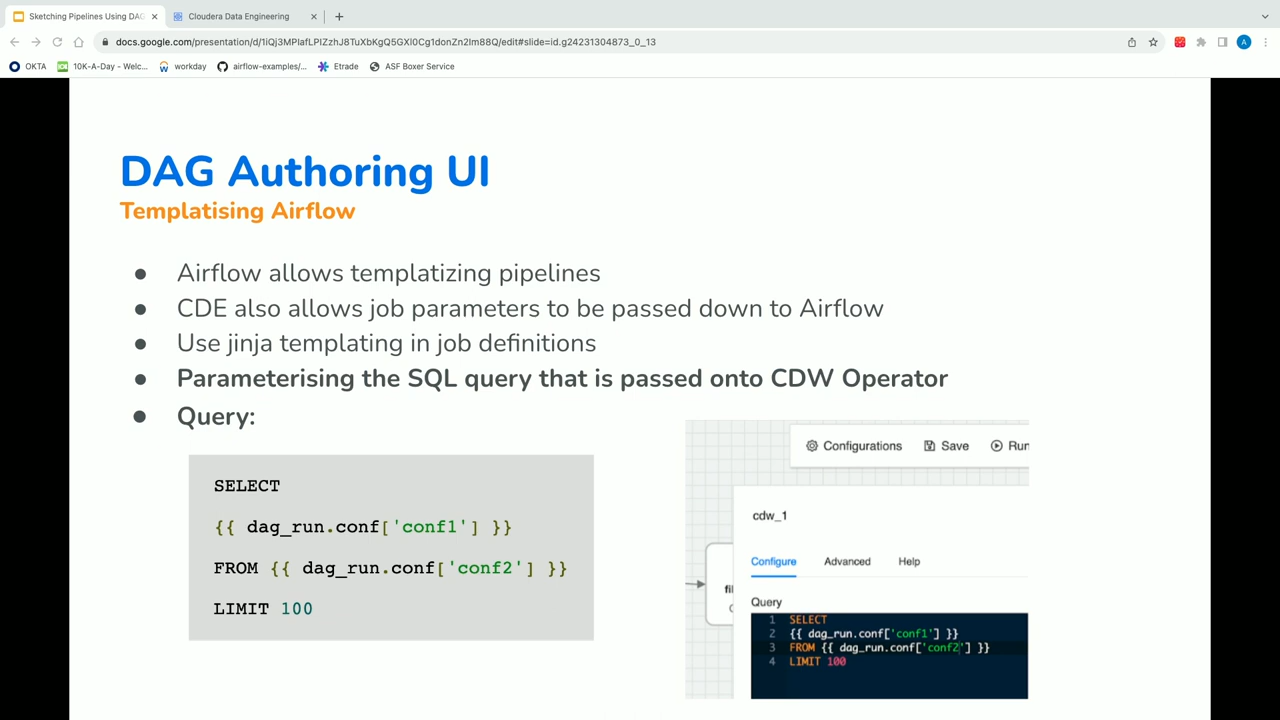 Sketching Pipelines Using DAG
Cloudera Data Engineering
docs.google.com/presentation/d/1iQj3MPIafLPIZzhJ8TuXbKgQ5GXl0Cg1donZn2Im88Q/edit#slide=id.g24231304873_0_13
A
OKTA
10K-A-Day - Welc...
workday
airflow-examples/...
Etrade
ASF Boxer Service
DAG Authoring UI
Templatising Airflow
● Airflow allows templatizing pipelines
● CDE also allows job parameters to be passed down to Airflow
● Use jinja templating in job definitions
● Parameterising the SQL query that is passed onto CDW Operator
● Query:
SELECT
{{ dag_run.conf['conf1'] }}
FROM {{ dag_run.conf['conf2'] }}
LIMIT 100
Configurations Save Run
cdw_1
Configure Advanced Help
fil
Query
1 SELECT
2 {{ dag_run.conf['conf1'] }}
3 FROM {{ dag_run.conf['conf2'] }}
4 LIMIT 100